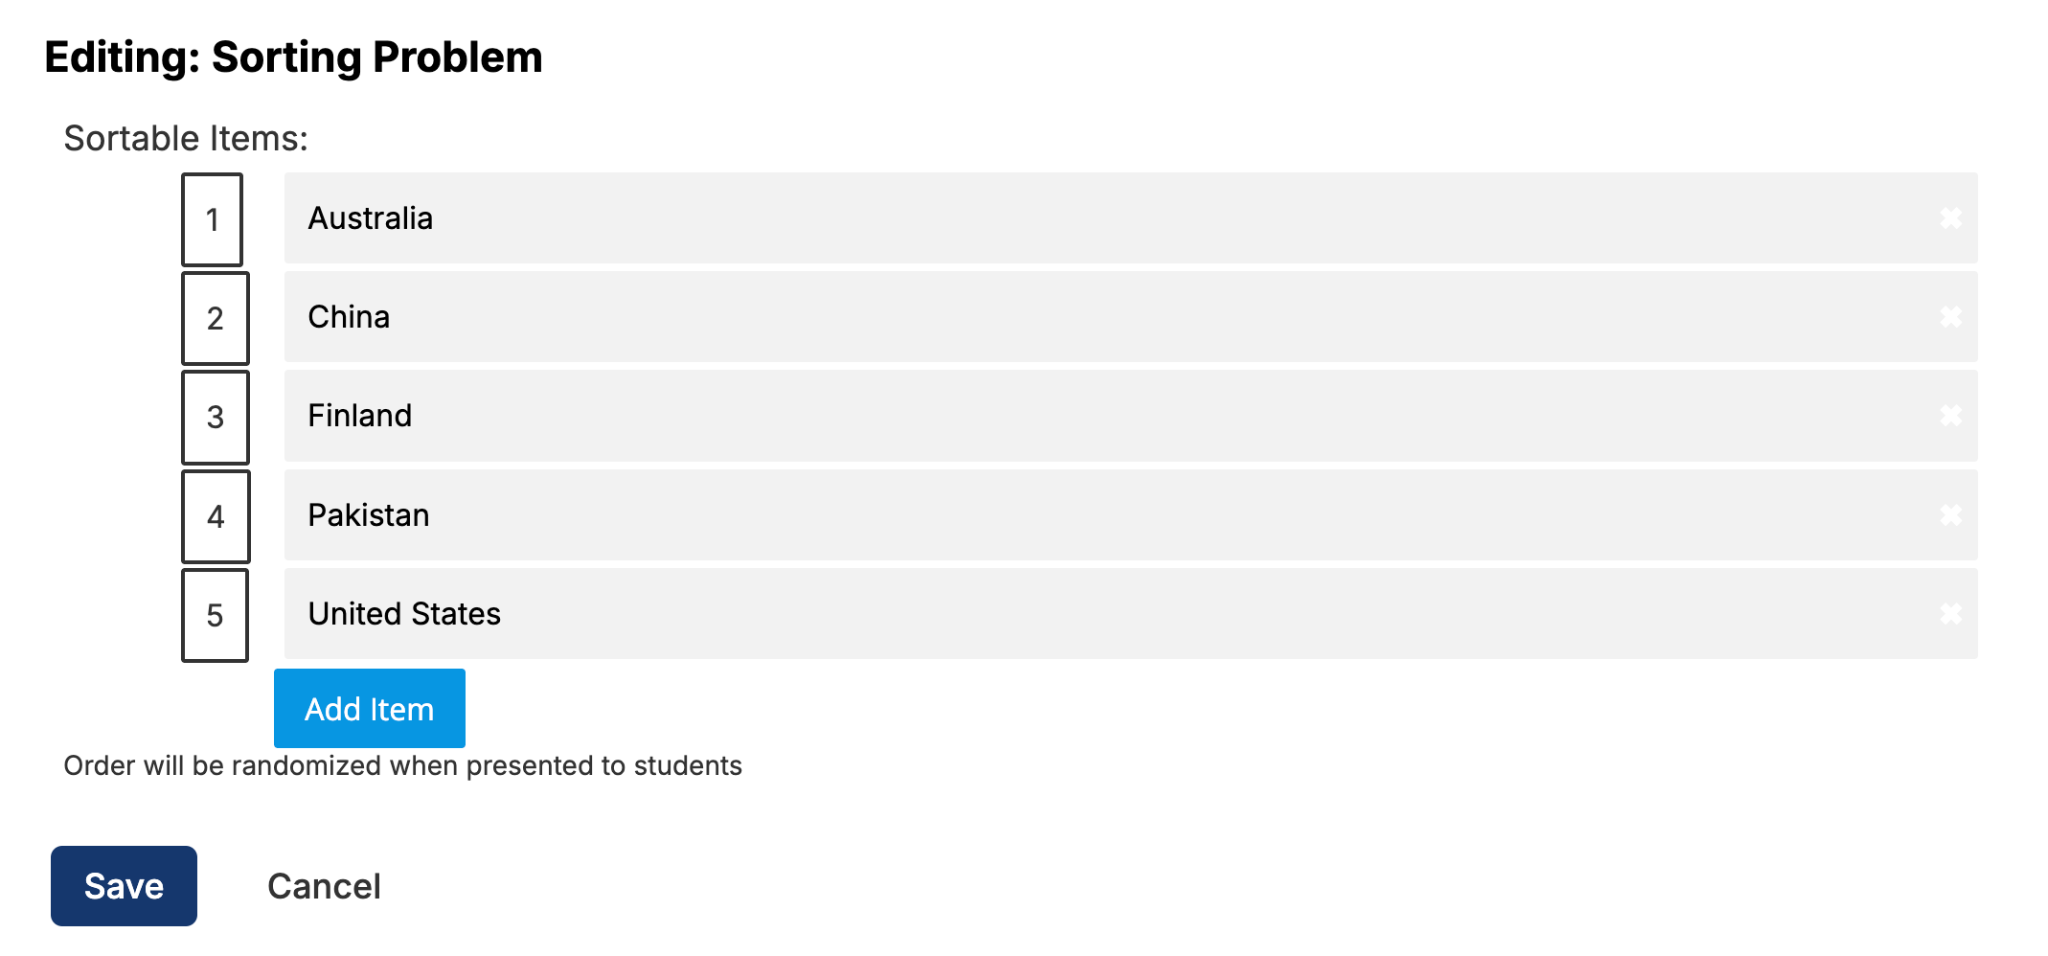 Editing: Sorting Problem
Sortable Items:
1 Australia
2 China
3 Finland
4 Pakistan
5 United States
Add Item
Order will be randomized when presented to students
Save Cancel